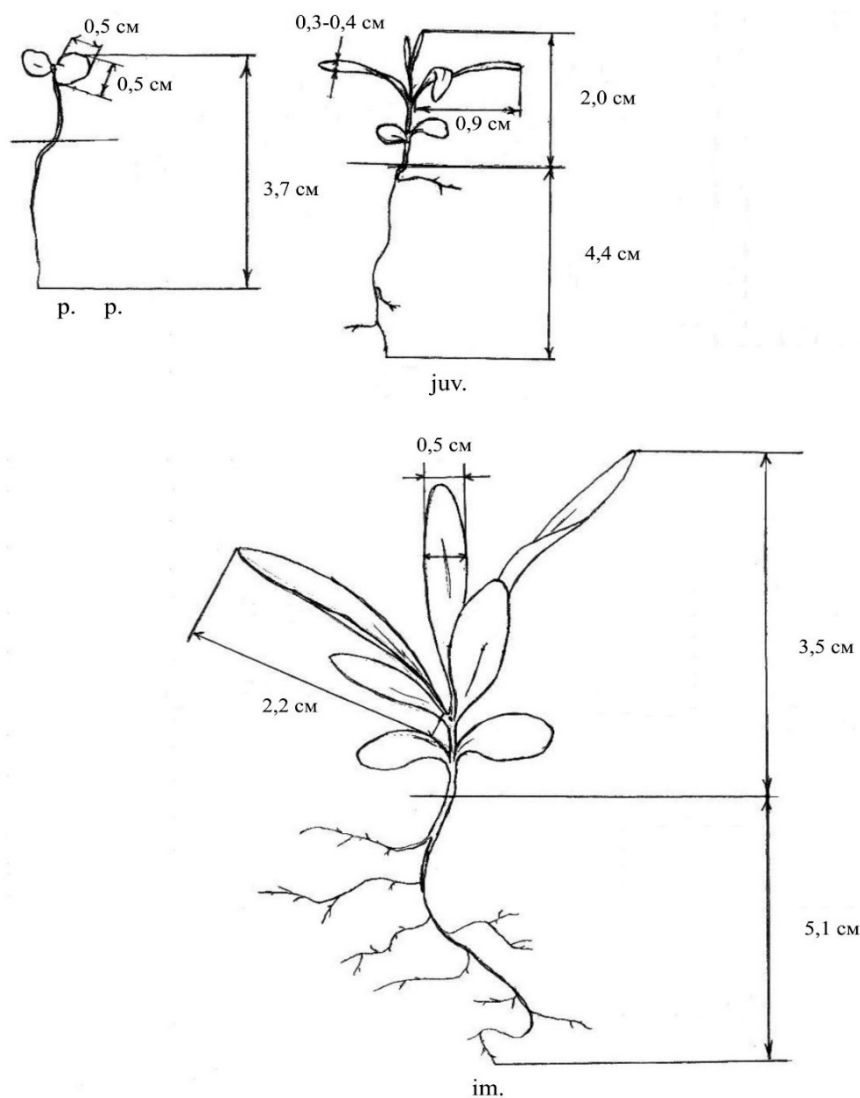 0,5 см
0,5 см
3,7 см
р. р.
0,3-0,4 см
0,9 см
2,0 см
4,4 см
juv.
0,5 см
2,2 см
3,5 см
5,1 см
im.